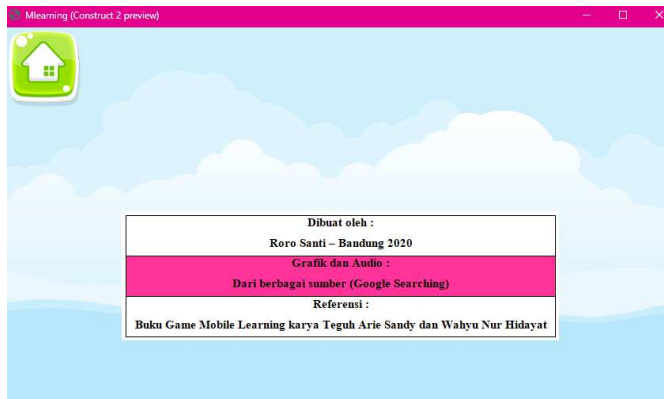 Mlearning (Construct 2 preview)
Dibuat oleh :
Roro Santi – Bandung 2020
Grafik dan Audio :
Dari berbagai sumber (Google Searching)
Referensi :
Buku Game Mobile Learning karya Teguh Arie Sandy dan Wahyu Nur Hidayat